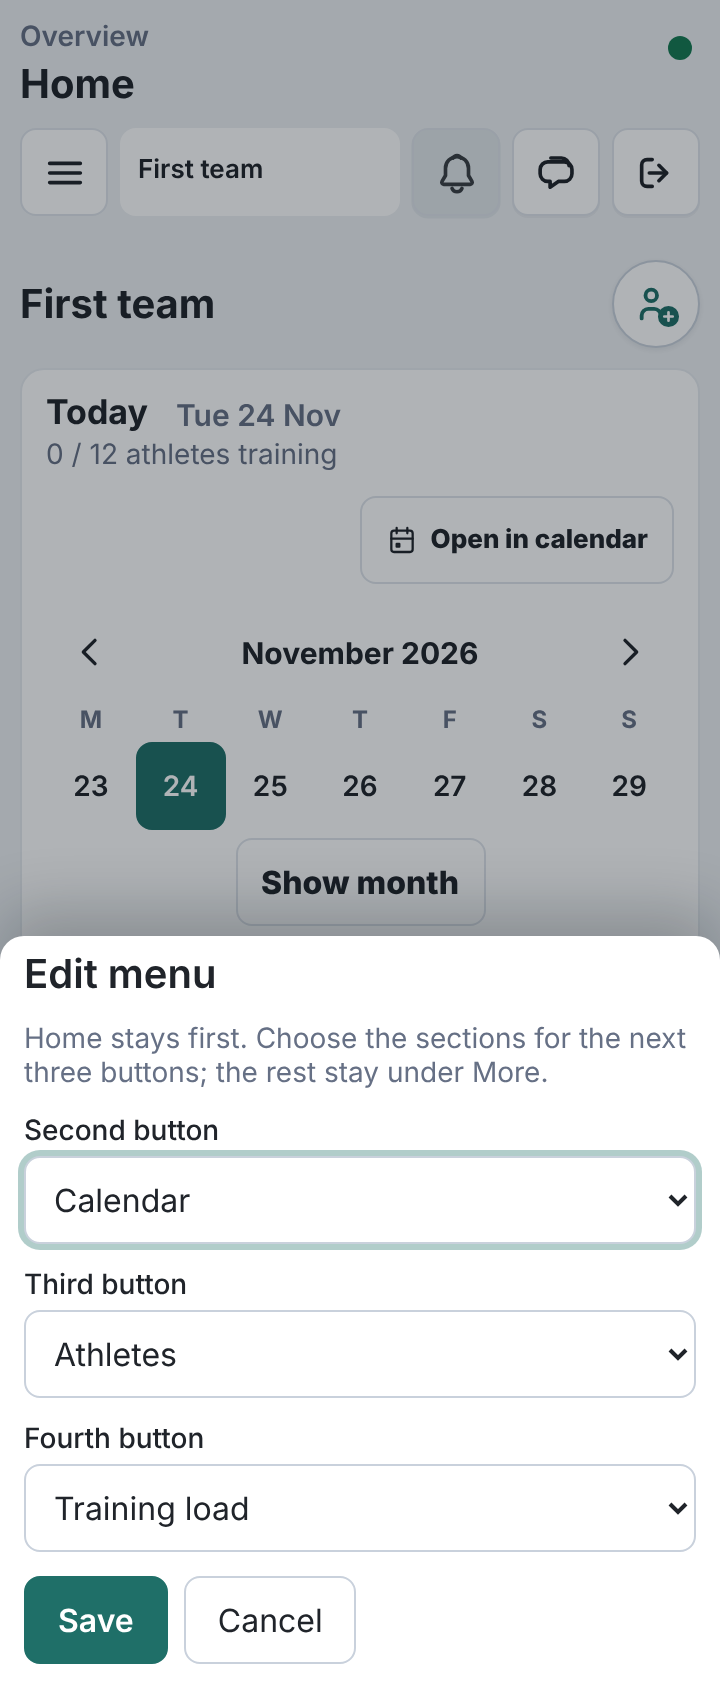 Overview
Home
First team
First team
Today Tue 24 Nov
0 / 12 athletes training
Open in calendar
November 2026
M T W T F S S
23 24 25 26 27 28 29
Show month
Edit menu
Home stays first. Choose the sections for the next
three buttons; the rest stay under More.
Second button
Calendar
Third button
Athletes
Fourth button
Training load
Save Cancel